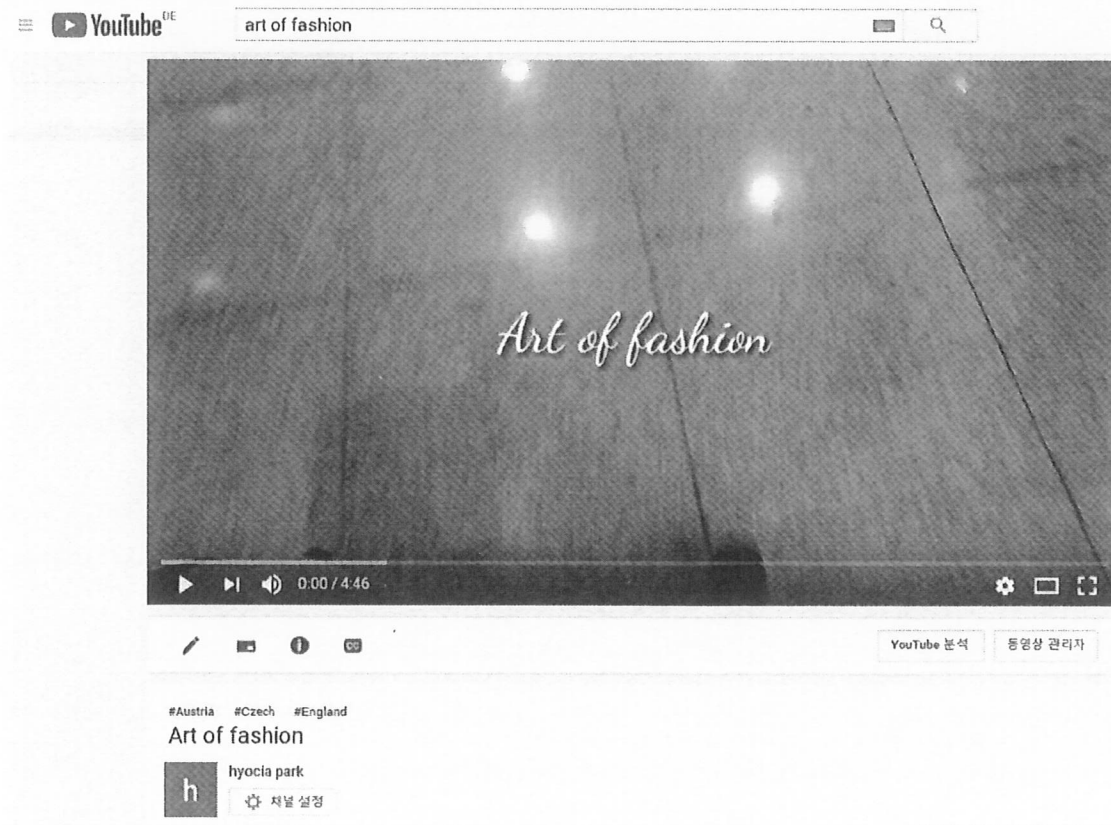 YouTube DE
art of fashion
Art of fashion
0:00 / 4:46
CC
YouTube 분석 동영상 관리자
#Austria #Czech #England
Art of fashion
h
hyocia park
채널 설정